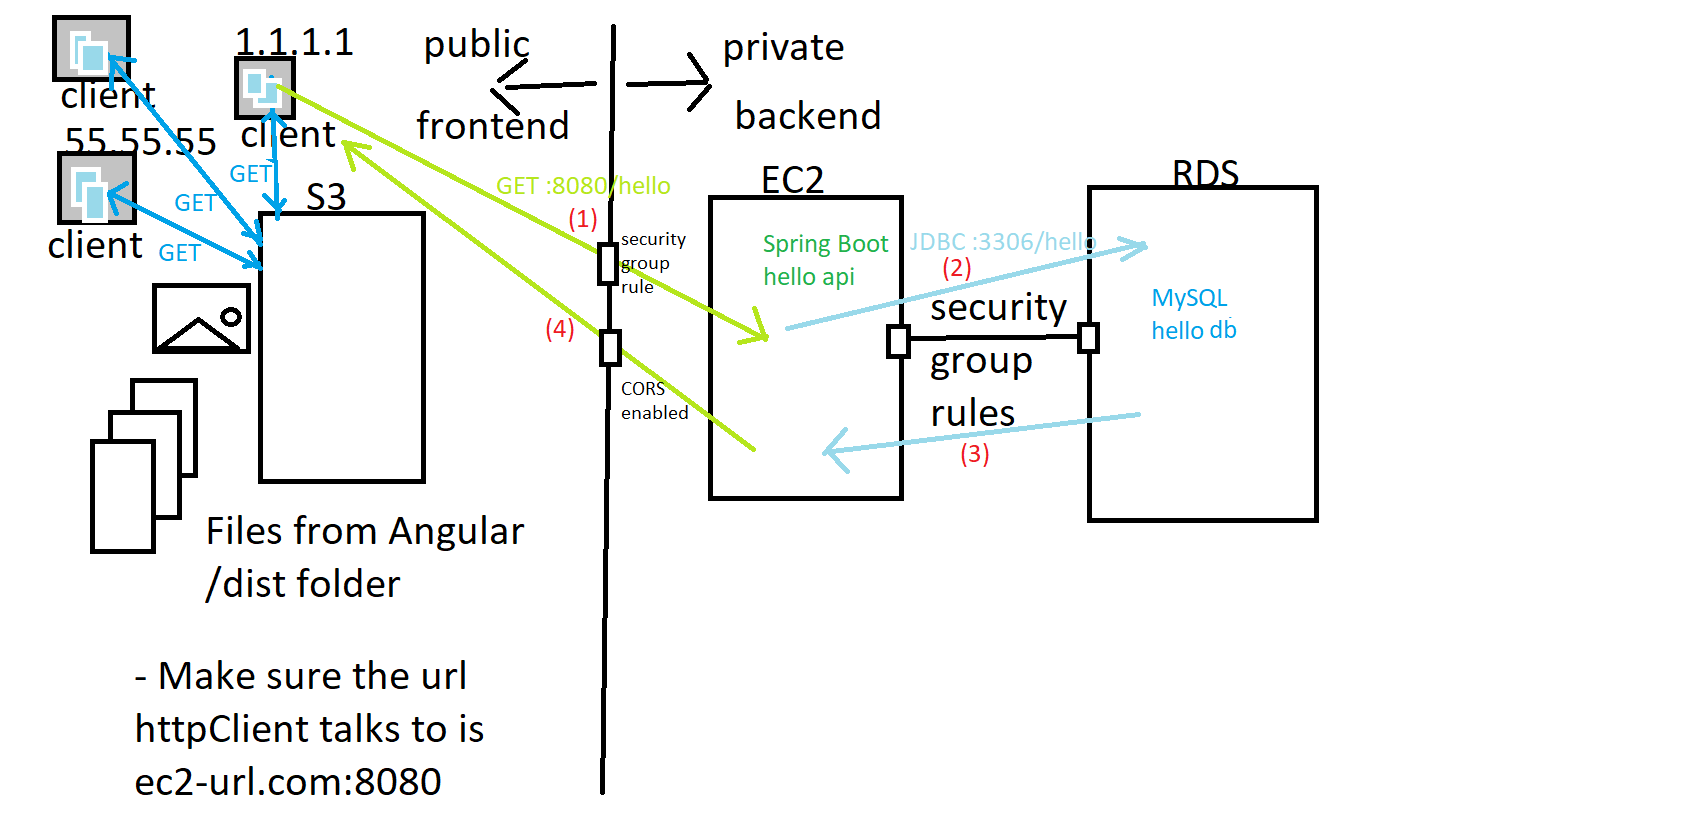 1.1.1.1
public
private
client
client
frontend
backend
55.55.55
GET
GET
client
GET
S3
EC2
RDS
GET :8080/hello
(1)
security
group
rule
Spring Boot
hello api
JDBC :3306/hello
(2)
security
group
rules
MySQL
hello db
(4)
CORS
enabled
(3)
Files from Angular
/dist folder
- Make sure the url
httpClient talks to is
ec2-url.com:8080